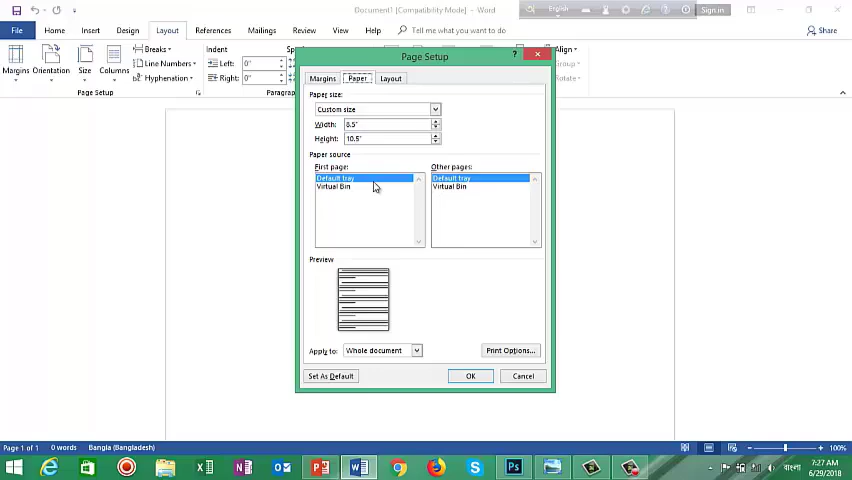 Document1 [Compatibility Mode] - Word
English
Sign in
File Home Insert Design Layout References Mailings Review View Help Tell me what you want to do
Share
Margins Orientation Size Columns
Breaks
Line Numbers
Hyphenation
Indent
Left: 0"
Right: 0"
Align
Group
Rotate
Page Setup
Paragraph
Page Setup
? x
Margins Paper Layout
Paper size:
Custom size
Width: 8.5"
Height: 10.5"
Paper source
First page: Other pages:
Default tray Default tray
Virtual Bin Virtual Bin
Preview
Apply to: Whole document Print Options...
Set As Default OK Cancel
Page 1 of 1 0 words Bangla (Bangladesh) 100%
বাংলা
7:27 AM
6/29/2018